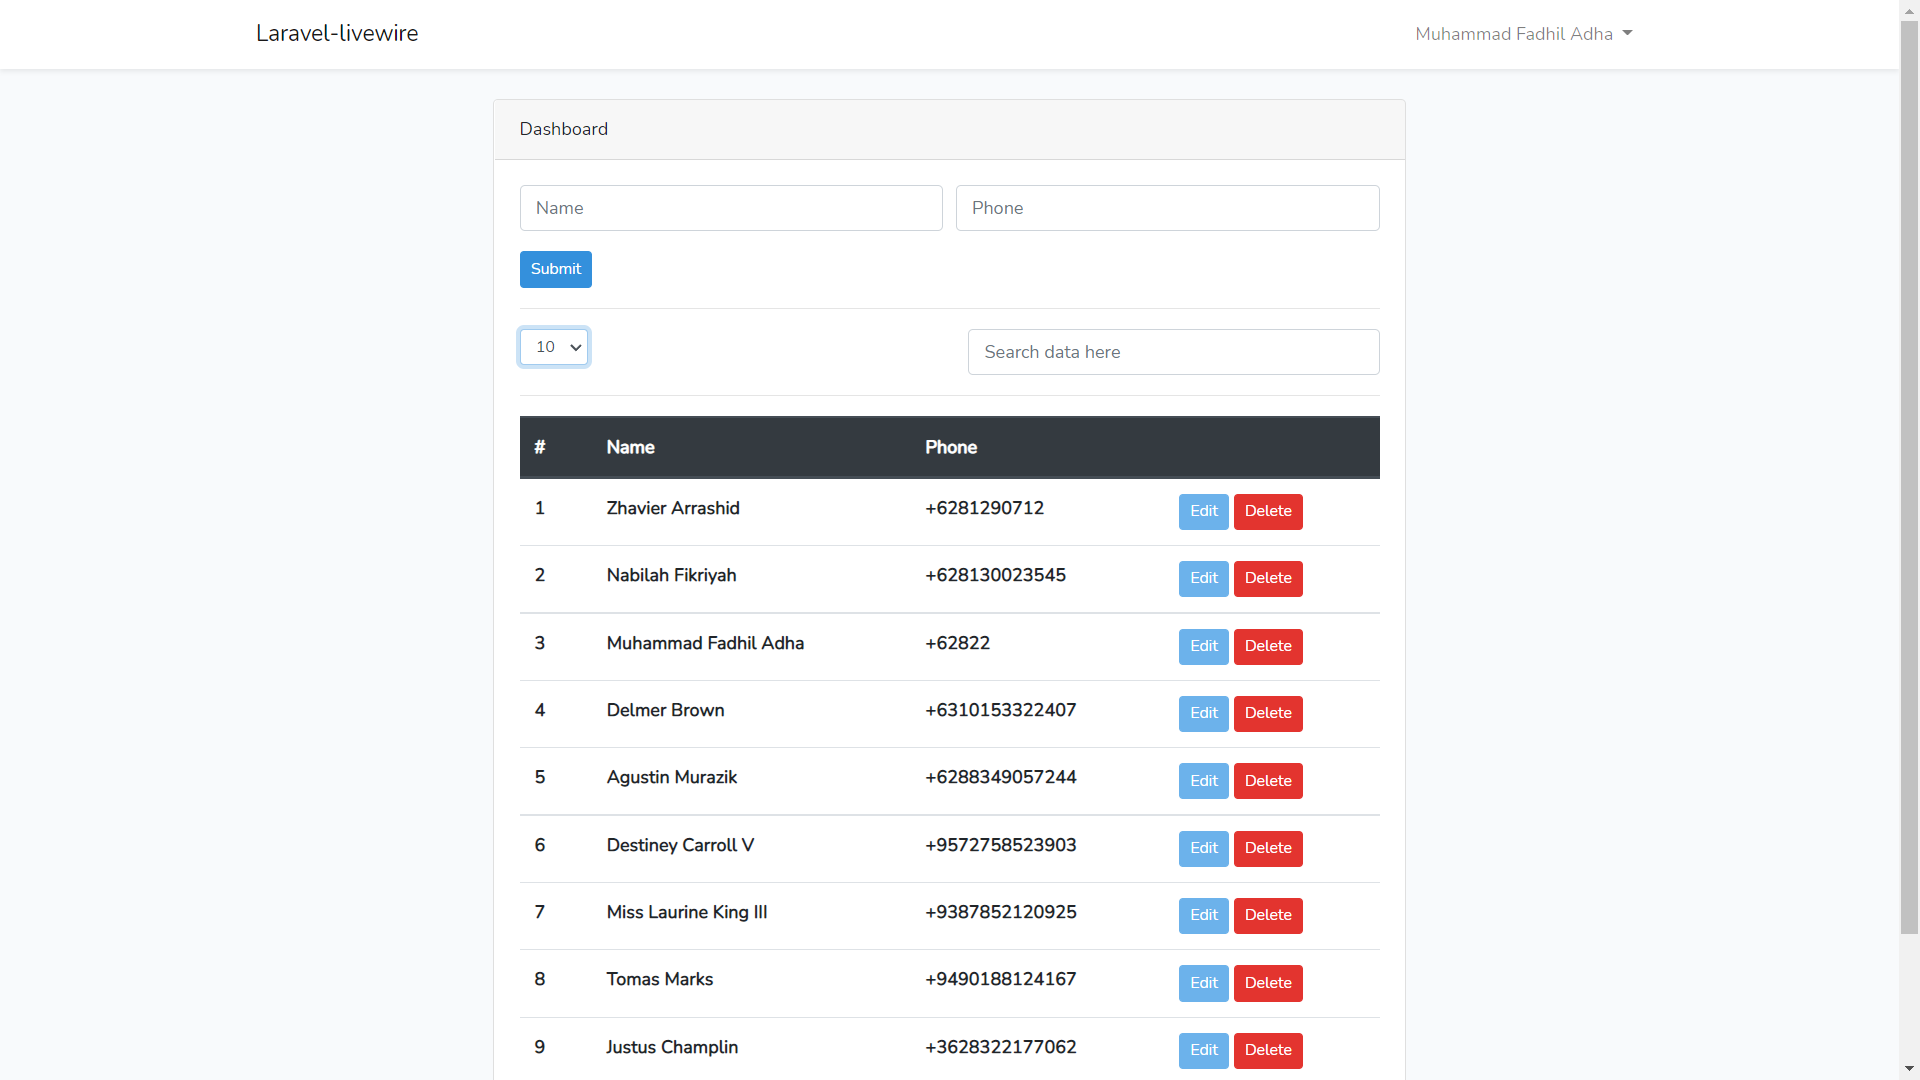 Laravel-livewire Muhammad Fadhil Adha
Dashboard
Name Phone
Submit
10 Search data here
# Name Phone
1 Zhavier Arrashid +6281290712 Edit Delete
2 Nabilah Fikriyah +628130023545 Edit Delete
3 Muhammad Fadhil Adha +62822 Edit Delete
4 Delmer Brown +6310153322407 Edit Delete
5 Agustin Murazik +6288349057244 Edit Delete
6 Destiney Carroll V +9572758523903 Edit Delete
7 Miss Laurine King III +9387852120925 Edit Delete
8 Tomas Marks +9490188124167 Edit Delete
9 Justus Champlin +3628322177062 Edit Delete